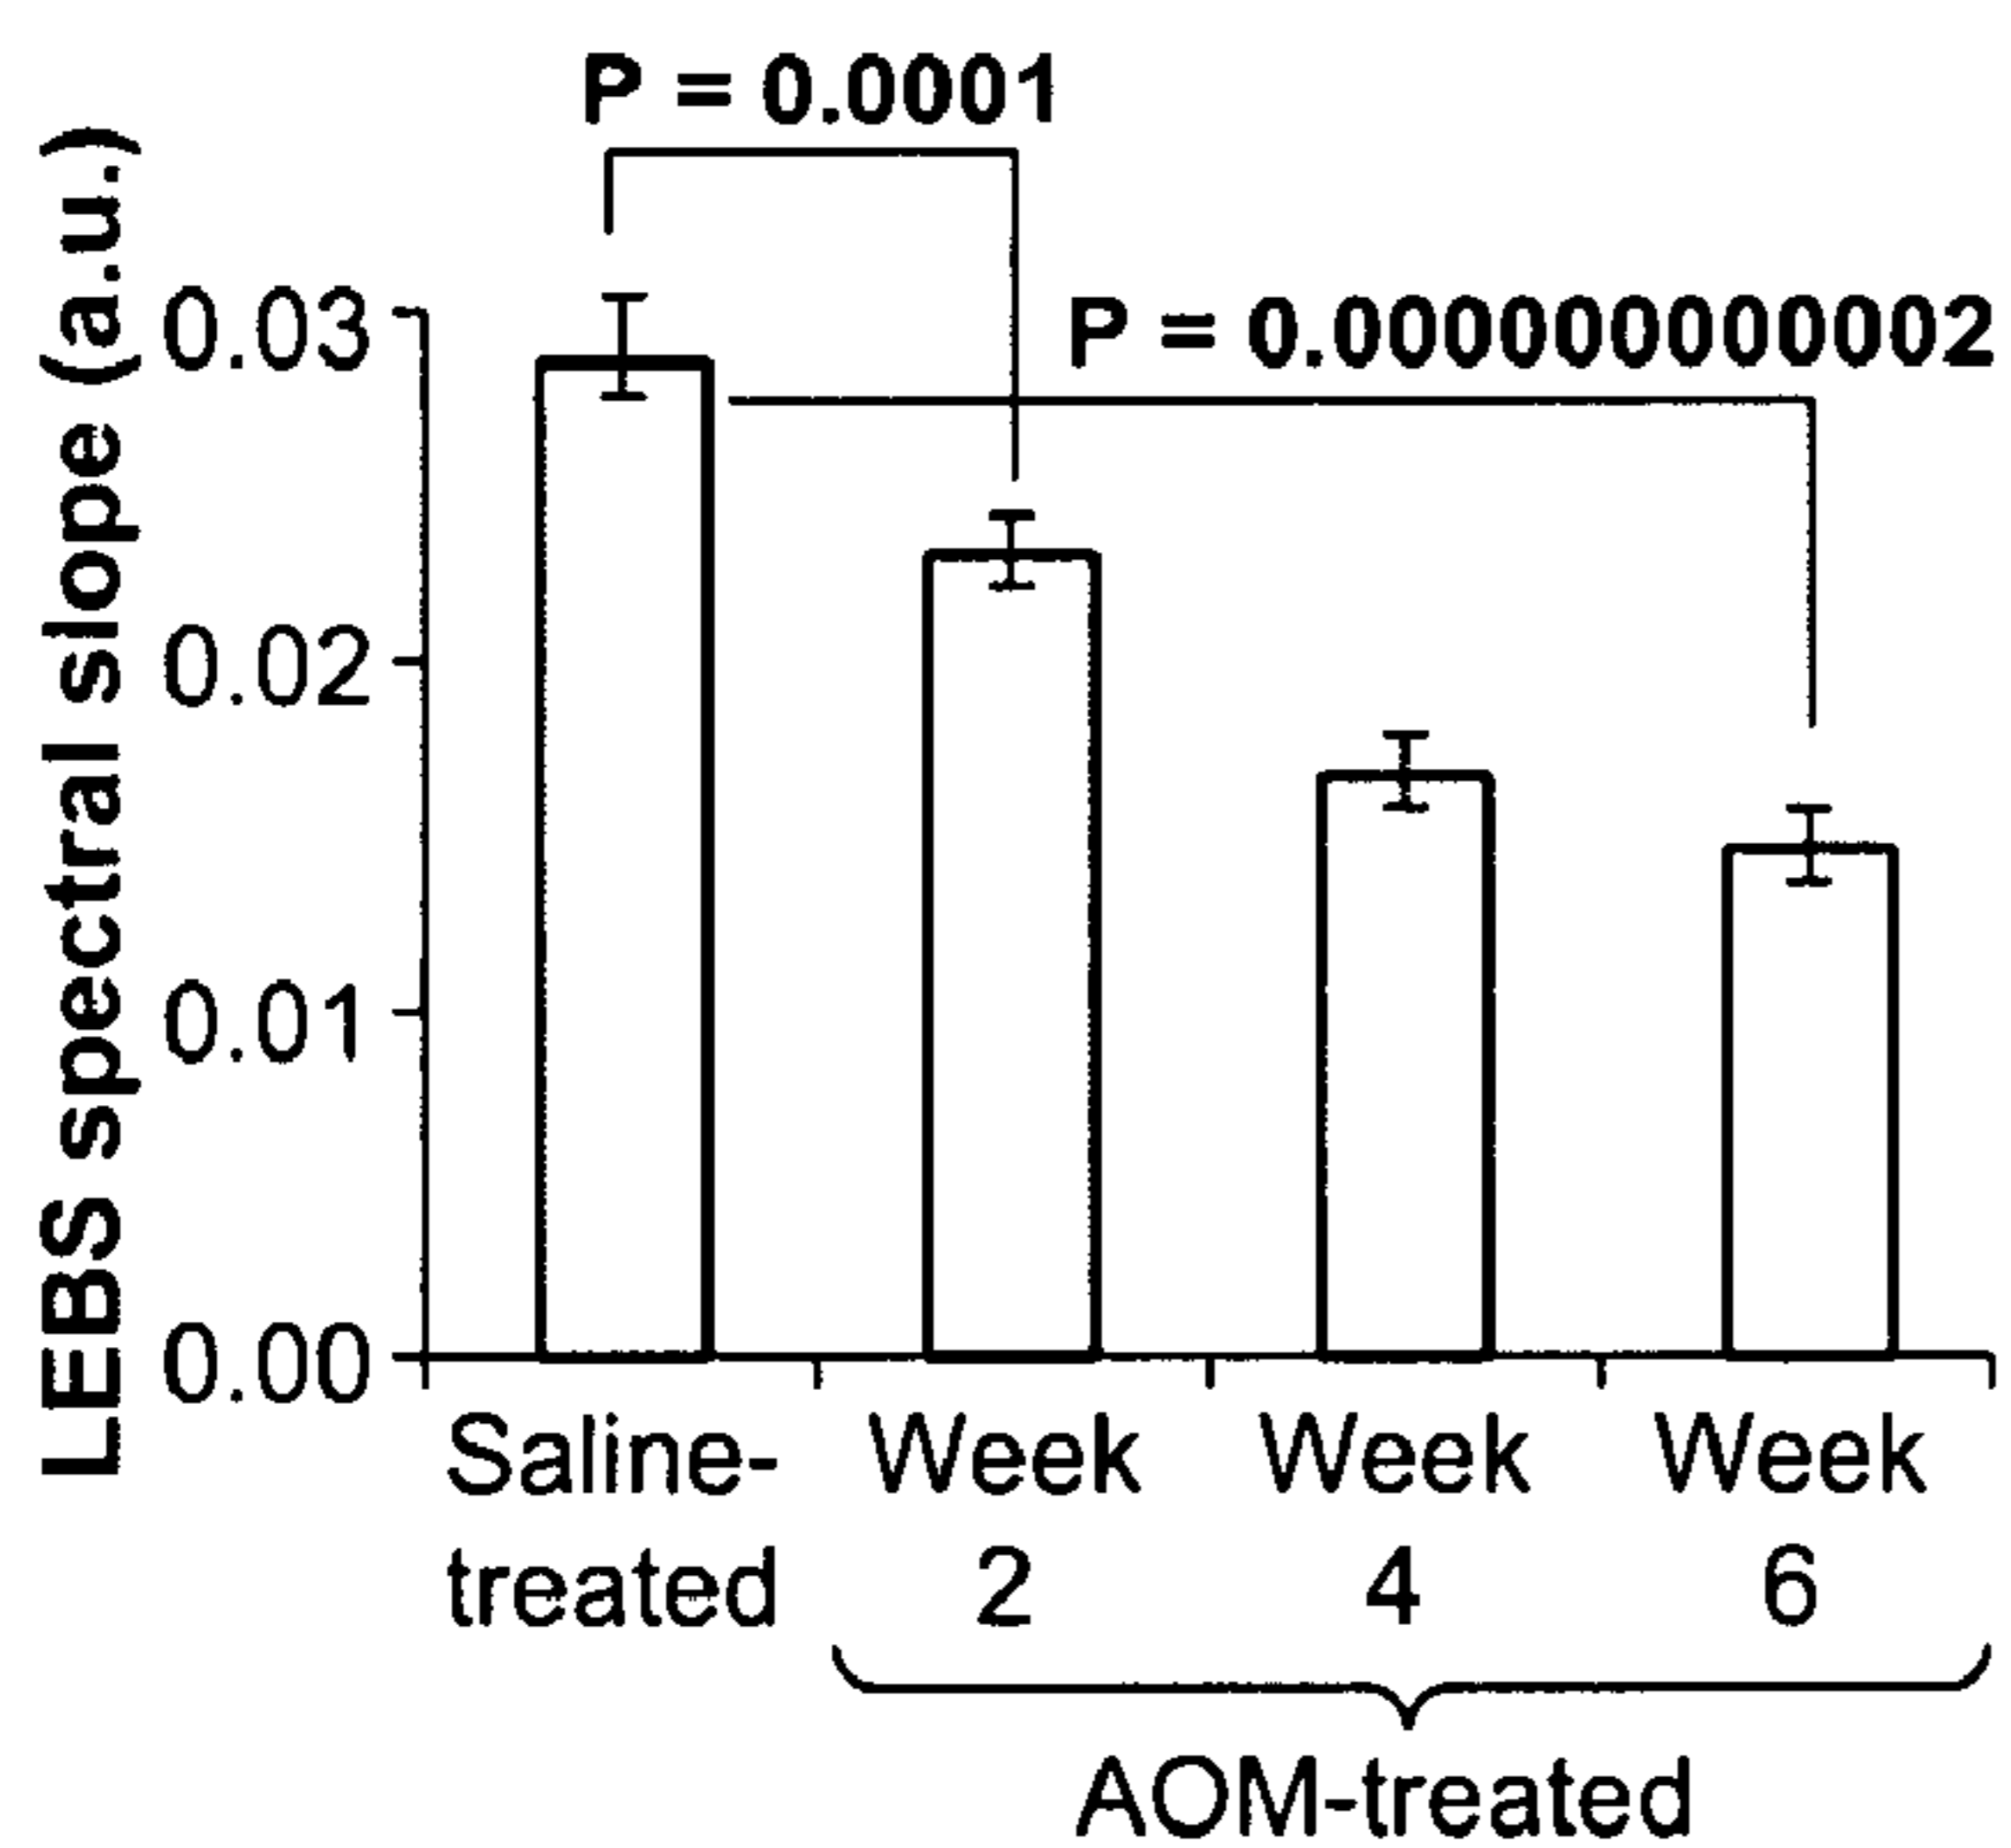 P = 0.0001
P = 0.000000000002
LEBS spectral slope (a.u.)
0.03
0.02
0.01
0.00
Saline-
treated
Week
2
Week
4
Week
6
AOM-treated